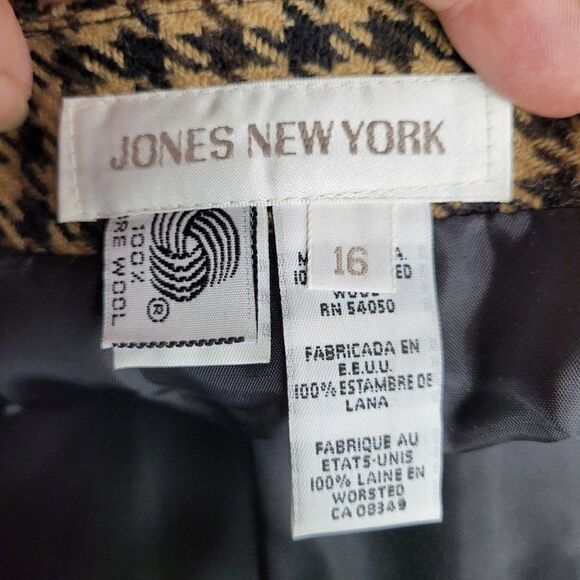 JONES NEW YORK
100%
RE WOOL
®
16
RN 54050
FABRICADA EN
E.E.U.U.
100% ESTAMBRE DE
LANA
FABRIQUE AU
ETATS-UNIS
100% LAINE EN
WORSTED
CA 08349